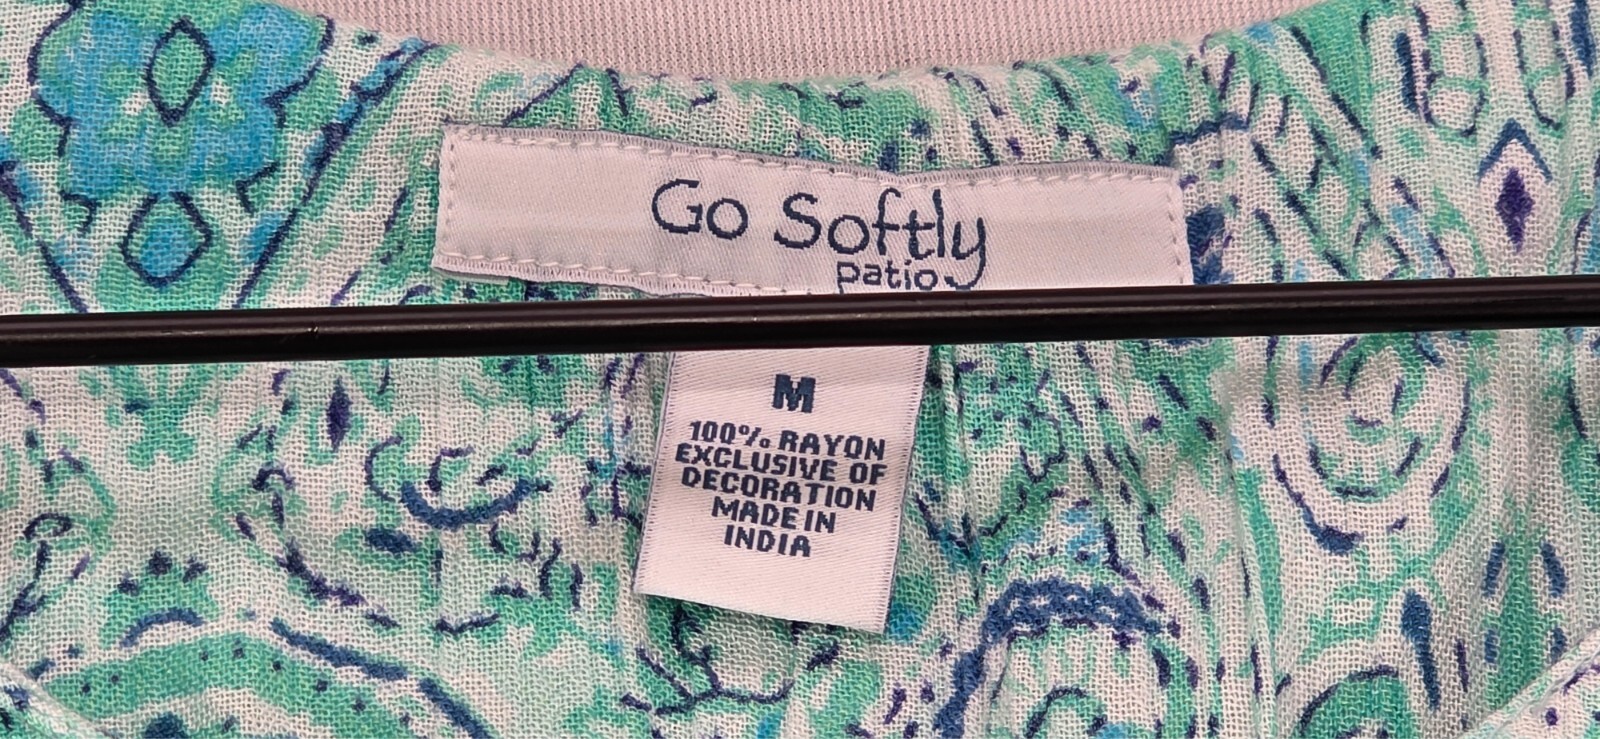 Go Softly
patio
M
100% RAYON
EXCLUSIVE OF
DECORATION
MADE IN
INDIA